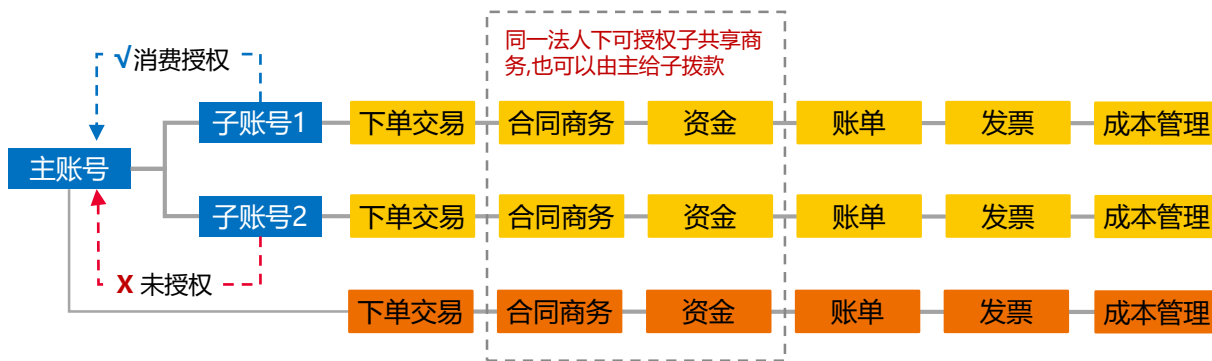 同一法人下可授权子共享商
务,也可以由主给子拨款
√消费授权
子账号1 下单交易 合同商务 资金 账单 发票 成本管理
主账号
子账号2 下单交易 合同商务 资金 账单 发票 成本管理
X 未授权
下单交易 合同商务 资金 账单 发票 成本管理